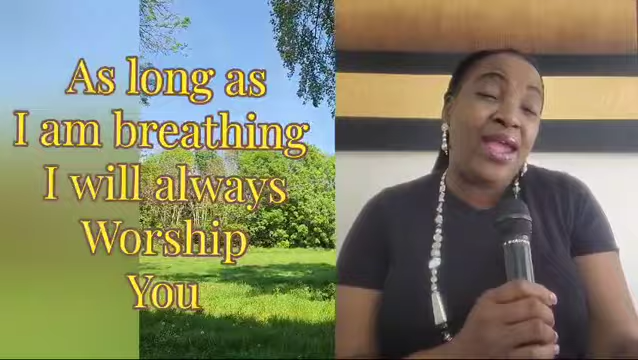 As long as
I am breathing
I will always
Worship
You